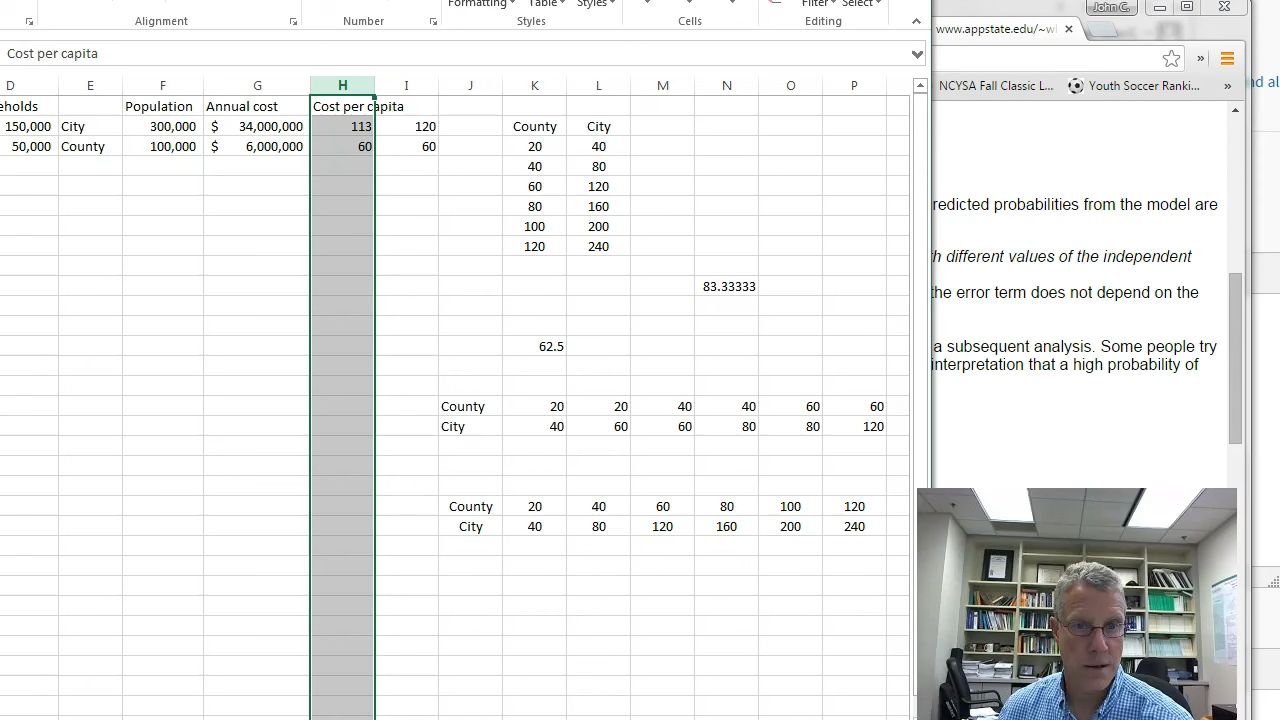 Formatting Table Styles Filter Select
Alignment Number Styles Cells Editing
Cost per capita
D E F G H I J K L M N O P
eholds Population Annual cost Cost per capita
150,000 City 300,000 $ 34,000,000 113 120 County City
50,000 County 100,000 $ 6,000,000 60 60 20 40
40 80
60 120
80 160
100 200
120 240
83.33333
62.5
County 20 20 40 40 60 60
City 40 60 60 80 80 120
County 20 40 60 80 100 120
City 40 80 120 160 200 240
John C.
www.appstate.edu/~w
»
NCYSA Fall Classic L... Youth Soccer Ranki... »
nd al
redicted probabilities from the model are
h different values of the independent
the error term does not depend on the
a subsequent analysis. Some people try
interpretation that a high probability of